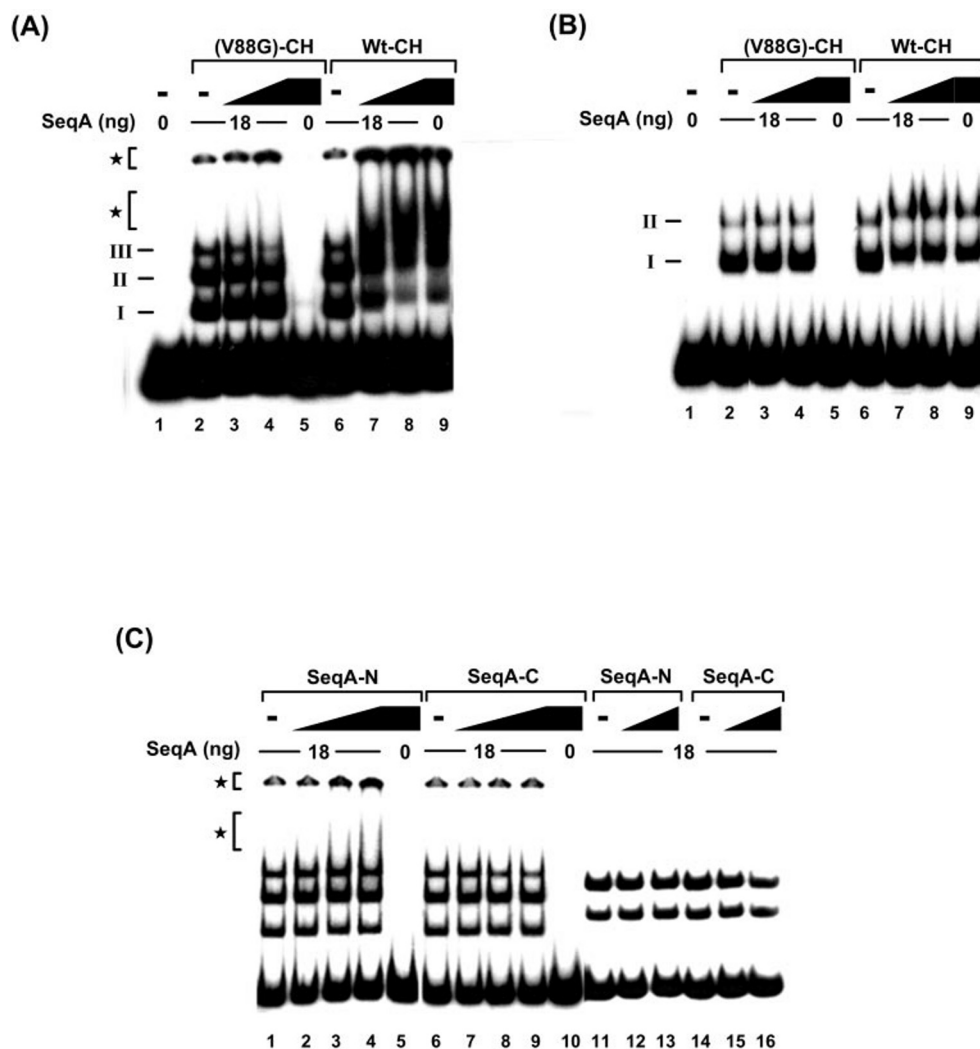 (A)
(V88G)-CH Wt-CH
- - -
SeqA (ng) 0 18 0 18 0
★
★
III
II
I
1 2 3 4 5 6 7 8 9
(B)
(V88G)-CH Wt-CH
- - -
SeqA (ng) 0 18 0 18 0
II
I
1 2 3 4 5 6 7 8 9
(C)
SeqA-N SeqA-C SeqA-N SeqA-C
- - - -
SeqA (ng) 18 0 18 0 18
★
★
1 2 3 4 5 6 7 8 9 10 11 12 13 14 15 16